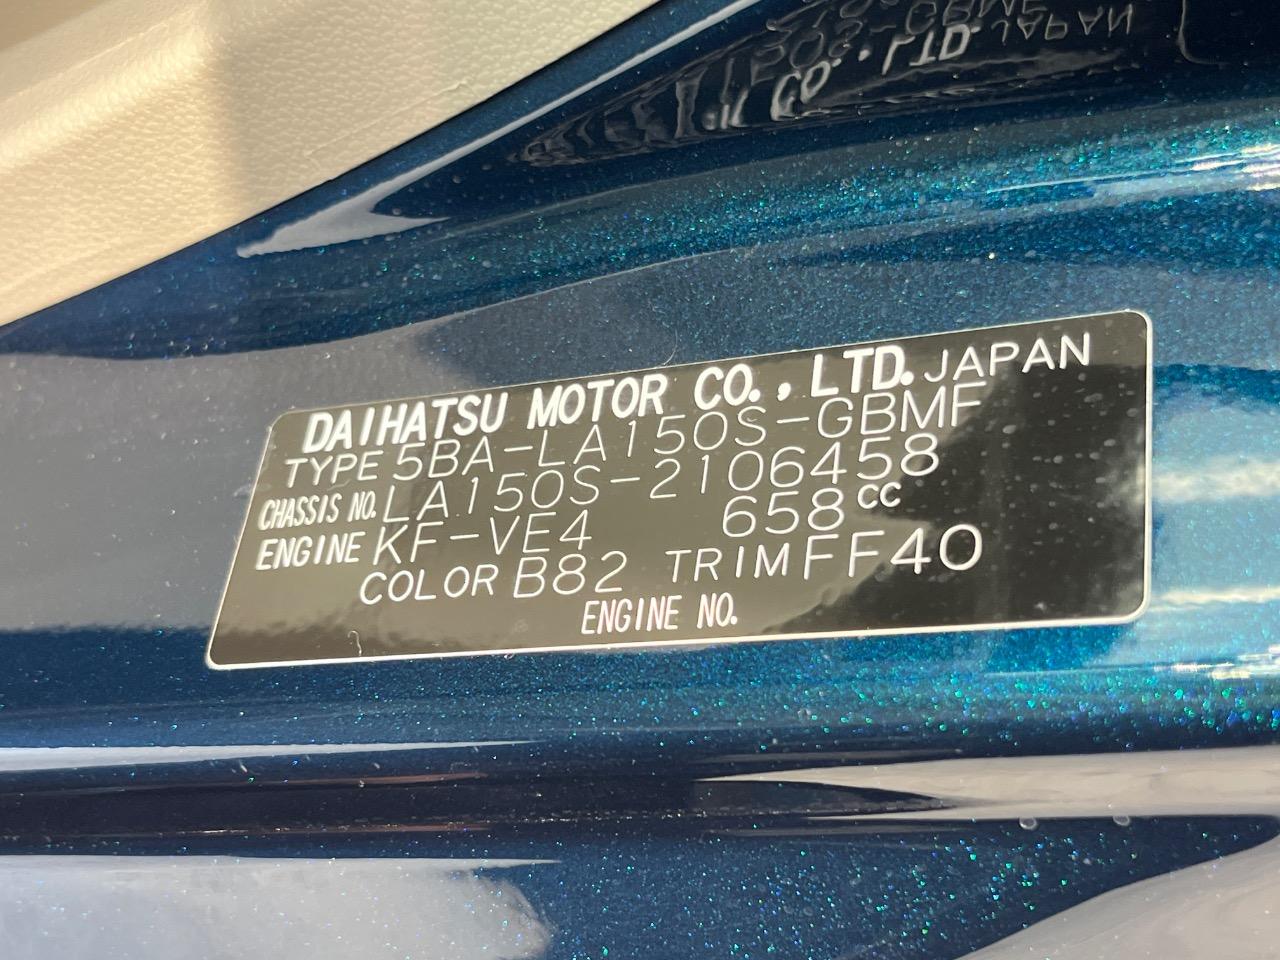 DAIHATSU MOTOR CO., LTD. JAPAN
TYPE 5BA-LA150S-GBMF
CHASSIS NO. LA150S-2106458
ENGINE KF-VE4 658cc
COLOR B82 TRIM FF40
ENGINE NO.